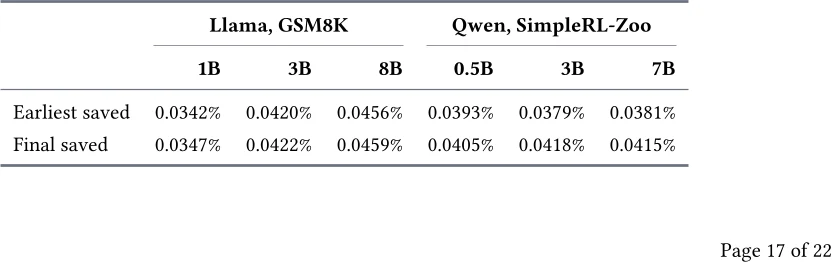 Llama, GSM8K Qwen, SimpleRL-Zoo
1B 3B 8B 0.5B 3B 7B
Earliest saved 0.0342% 0.0420% 0.0456% 0.0393% 0.0379% 0.0381%
Final saved 0.0347% 0.0422% 0.0459% 0.0405% 0.0418% 0.0415%
Page 17 of 22